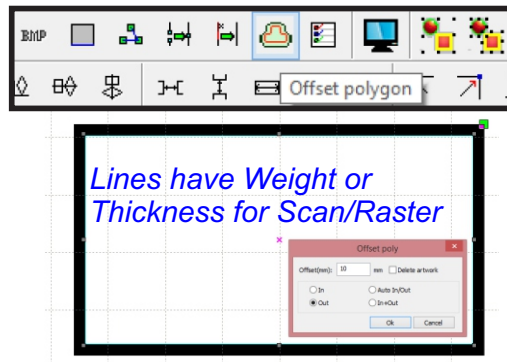 BMP
Offset polygon
Lines have Weight or
Thickness for Scan/Raster
Offset poly
×
Offset(mm): 10 mm Delete artwork
In Auto In/Out
Out In+Out
Ok Cancel